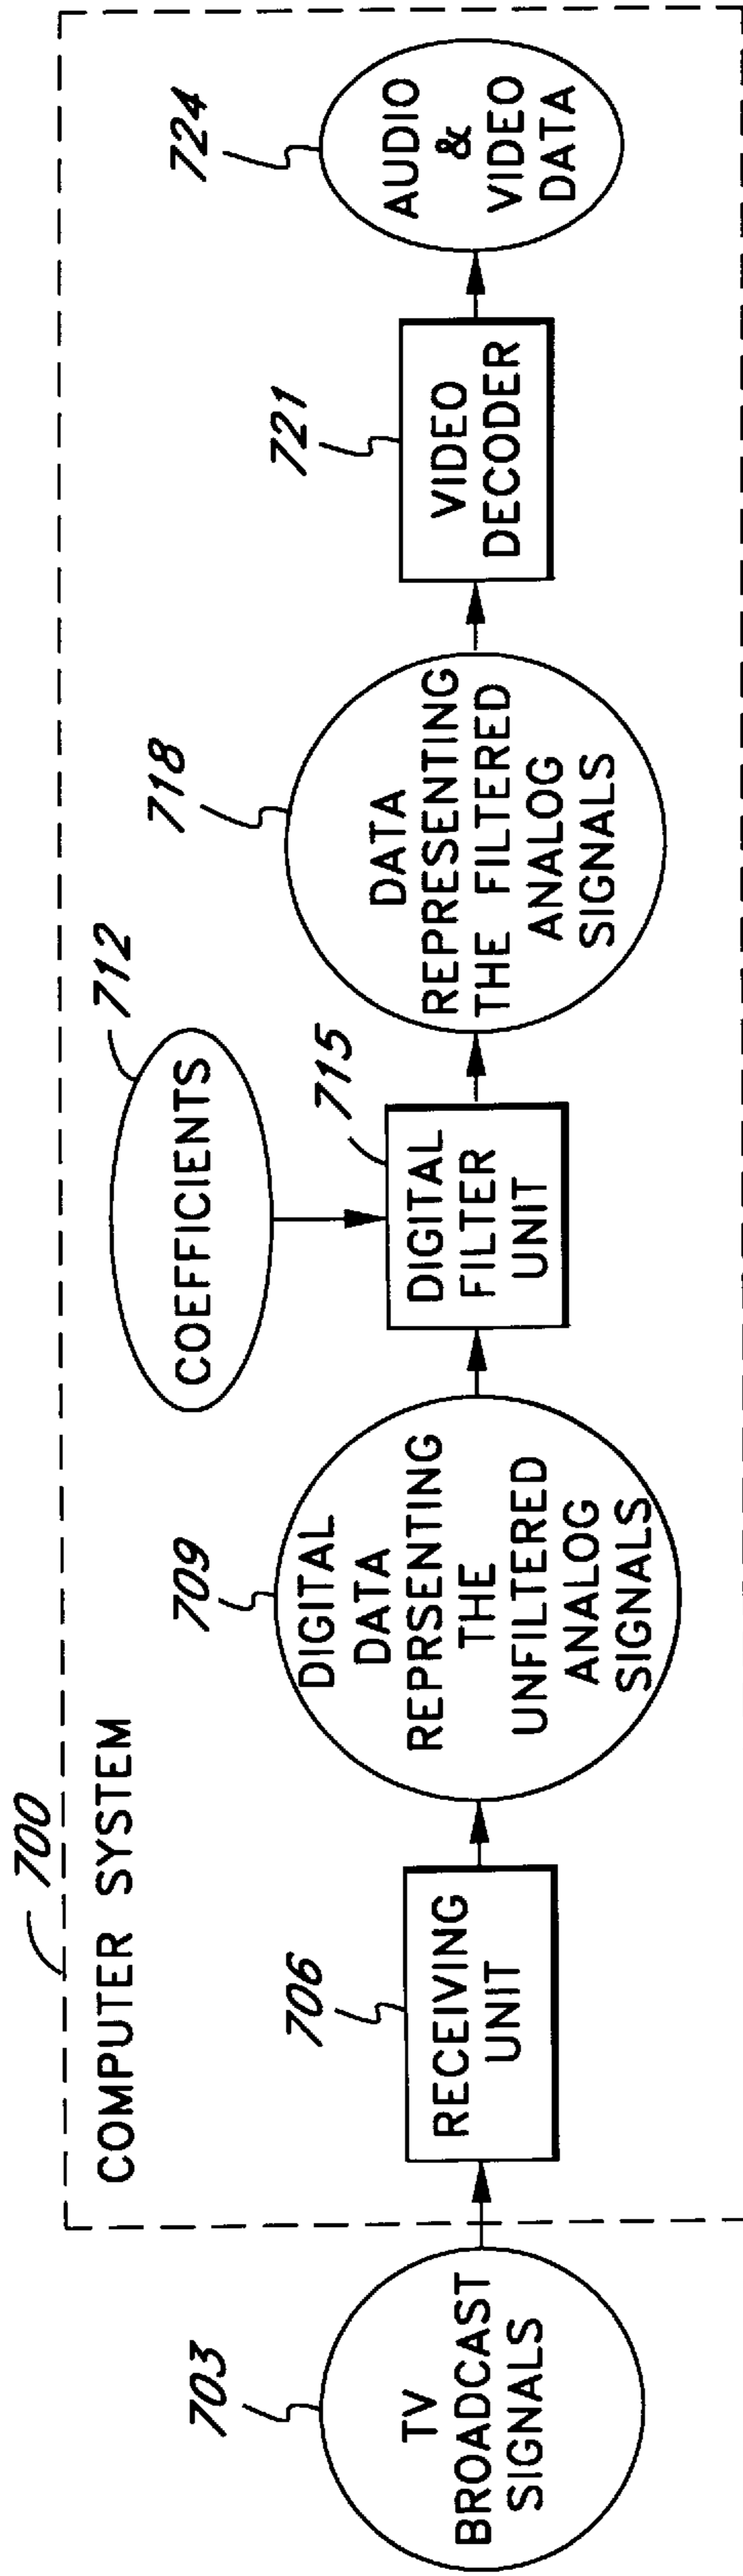 700
COMPUTER SYSTEM
703
TV
BROADCAST
SIGNALS
706
RECEIVING
UNIT
709
DIGITAL
DATA
REPRSENTING
THE
UNFILTERED
ANALOG
SIGNALS
712
COEFFICIENTS
715
DIGITAL
FILTER
UNIT
718
DATA
REPRESENTING
THE FILTERED
ANALOG
SIGNALS
721
VIDEO
DECODER
724
AUDIO
&
VIDEO
DATA